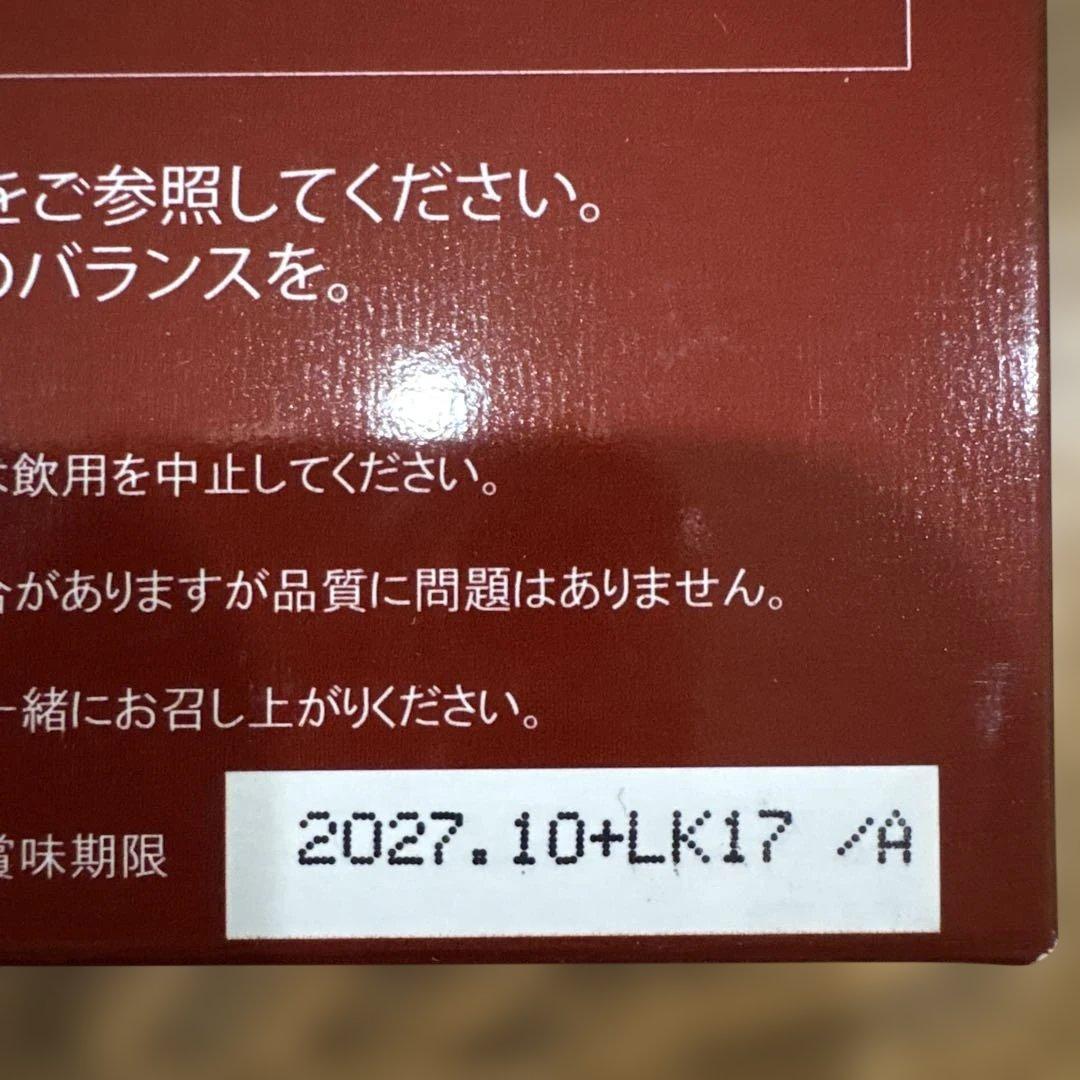 をご参照してください。
のバランスを。
は飲用を中止してください。
合がありますが品質に問題はありません。
一緒にお召し上がりください。
賞味期限 2027.10+LK17 /A